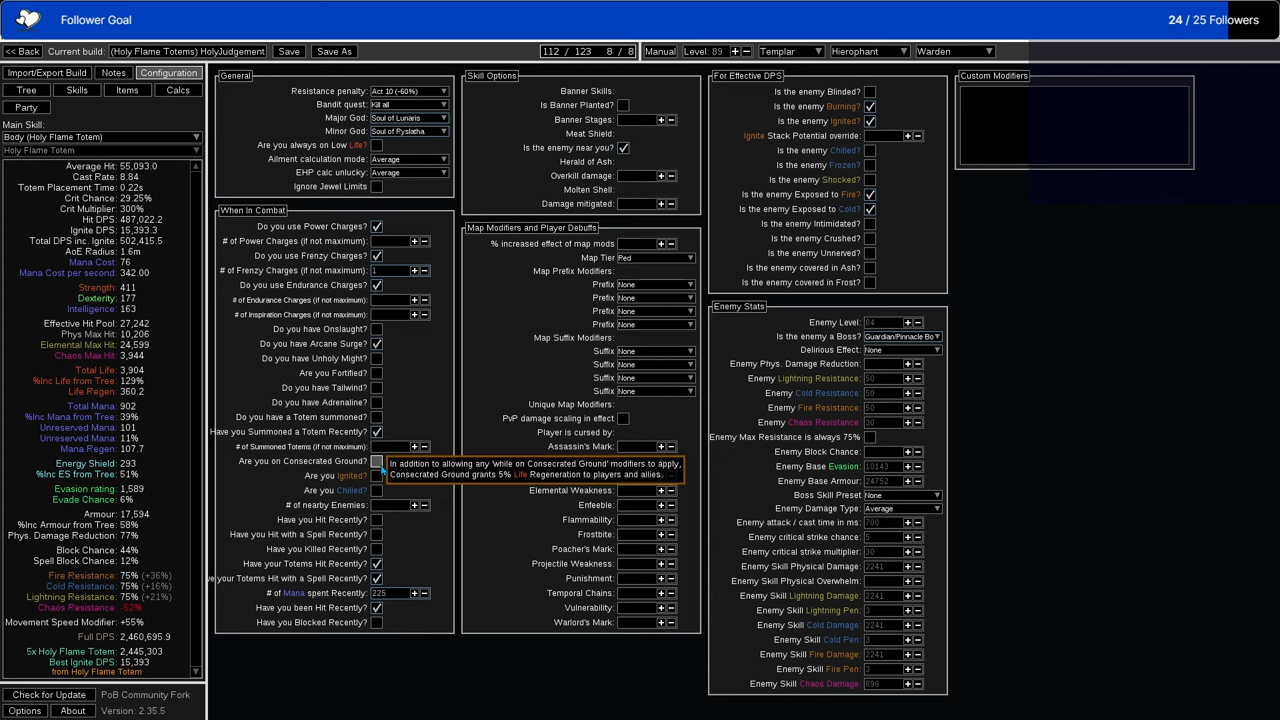 Follower Goal
24 / 25 Followers
<< Back
Current build: (Holy Flame Totems) HolyJudgement
Save
Save As
112 / 123 8 / 8
Manual
Level: 89 + −
Templar
Hierophant
Warden
Import/Export Build
Notes
Configuration
Tree
Skills
Items
Calcs
Party
Main Skill:
Body (Holy Flame Totem)
Holy Flame Totem
Average Hit: 55,093.0
Cast Rate: 8.84
Totem Placement Time: 0.22s
Crit Chance: 29.25%
Crit Multiplier: 300%
Hit DPS: 487,022.2
Ignite DPS: 15,393.3
Total DPS inc. Ignite: 502,415.5
AoE Radius: 1.6m
Mana Cost: 76
Mana Cost per second: 342.00
Strength: 411
Dexterity: 177
Intelligence: 163
Effective Hit Pool: 27,242
Phys Max Hit: 10,206
Elemental Max Hit: 24,599
Chaos Max Hit: 3,944
Total Life: 3,904
%Inc Life from Tree: 129%
Life Regen: 360.2
Total Mana: 902
%Inc Mana from Tree: 39%
Unreserved Mana: 101
Unreserved Mana: 11%
Mana Regen: 107.7
Energy Shield: 293
%Inc ES from Tree: 51%
Evasion rating: 1,589
Evade Chance: 6%
Armour: 17,594
%Inc Armour from Tree: 58%
Phys. Damage Reduction: 77%
Block Chance: 44%
Spell Block Chance: 12%
Fire Resistance: 75% (+36%)
Cold Resistance: 75% (+16%)
Lightning Resistance: 75% (+21%)
Chaos Resistance: -52%
Movement Speed Modifier: +55%
Full DPS: 2,460,695.9
5x Holy Flame Totem: 2,445,303
Best Ignite DPS: 15,393
from Holy Flame Totem
Check for Update
PoB Community Fork
Options
About
Version: 2.35.5
General
Resistance penalty: Act 10 (-60%)
Bandit quest: Kill all
Major God: Soul of Lunaris
Minor God: Soul of Ryslatha
Are you always on Low Life?
Ailment calculation mode: Average
EHP calc unlucky: Average
Ignore Jewel Limits
When In Combat
Do you use Power Charges?
# of Power Charges (if not maximum): + −
Do you use Frenzy Charges?
# of Frenzy Charges (if not maximum): 1 + −
Do you use Endurance Charges?
# of Endurance Charges (if not maximum): + −
# of Inspiration Charges (if not maximum): + −
Do you have Onslaught?
Do you have Arcane Surge?
Do you have Unholy Might?
Are you Fortified?
Do you have Tailwind?
Do you have Adrenaline?
Do you have a Totem summoned?
Have you Summoned a Totem Recently?
# of Summoned Totems (if not maximum): + −
Are you on Consecrated Ground?
Are you Ignited?
Are you Chilled?
# of nearby Enemies: + −
Have you Hit Recently?
Have you Hit with a Spell Recently?
Have you Killed Recently?
Have your Totems Hit Recently?
ve your Totems Hit with a Spell Recently?
# of Mana spent Recently: 225 + −
Have you been Hit Recently?
Have you Blocked Recently?
Skill Options
Banner Skills:
Is Banner Planted?
Banner Stages: + −
Meat Shield:
Is the enemy near you?
Herald of Ash:
Overkill damage: + −
Molten Shell:
Damage mitigated: + −
Map Modifiers and Player Debuffs
% increased effect of map mods + −
Map Tier: Red
Map Prefix Modifiers:
Prefix None
Prefix None
Prefix None
Prefix None
Map Suffix Modifiers:
Suffix None
Suffix None
Suffix None
Suffix None
Unique Map Modifiers:
PvP damage scaling in effect
Player is cursed by:
Assassin's Mark: + −
In addition to allowing any 'while on Consecrated Ground' modifiers to apply,
Consecrated Ground grants 5% Life Regeneration to players and allies.
Elemental Weakness: + −
Enfeeble: + −
Flammability: + −
Frostbite: + −
Poacher's Mark: + −
Projectile Weakness: + −
Punishment: + −
Temporal Chains: + −
Vulnerability: + −
Warlord's Mark: + −
For Effective DPS
Is the enemy Blinded?
Is the enemy Burning?
Is the enemy Ignited?
Ignite Stack Potential override: + −
Is the enemy Chilled?
Is the enemy Frozen?
Is the enemy Shocked?
Is the enemy Exposed to Fire?
Is the enemy Exposed to Cold?
Is the enemy Intimidated?
Is the enemy Crushed?
Is the enemy Unnerved?
Is the enemy covered in Ash?
Is the enemy covered in Frost?
Enemy Stats
Enemy Level: 84 + −
Is the enemy a Boss? Guardian/Pinnacle Bo
Delirious Effect: None
Enemy Phys. Damage Reduction: + −
Enemy Lightning Resistance: 50 + −
Enemy Cold Resistance: 50 + −
Enemy Fire Resistance: 50 + −
Enemy Chaos Resistance: 30 + −
Enemy Max Resistance is always 75%
Enemy Block Chance: + −
Enemy Base Evasion: 10143 + −
Enemy Base Armour: 24752 + −
Boss Skill Preset: None
Enemy Damage Type: Average
Enemy attack / cast time in ms: 700 + −
Enemy critical strike chance: 5 + −
Enemy critical strike multiplier: 30 + −
Enemy Skill Physical Damage: 2241 + −
Enemy Skill Physical Overwhelm: + −
Enemy Skill Lightning Damage: 2241 + −
Enemy Skill Lightning Pen: 3 + −
Enemy Skill Cold Damage: 2241 + −
Enemy Skill Cold Pen: 3 + −
Enemy Skill Fire Damage: 2241 + −
Enemy Skill Fire Pen: 3 + −
Enemy Skill Chaos Damage: 896 + −
Custom Modifiers